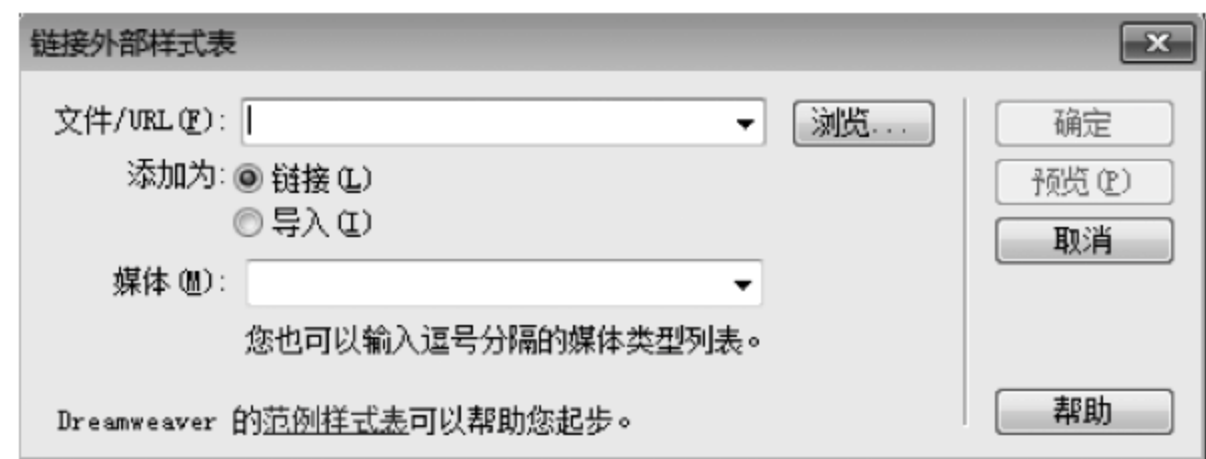 链接外部样式表
文件/URL(F): 浏览... 确定
添加为: 链接(L) 预览(P)
导入(I) 取消
媒体(M):
您也可以输入逗号分隔的媒体类型列表。
Dreamweaver 的范例样式表可以帮助您起步。 帮助